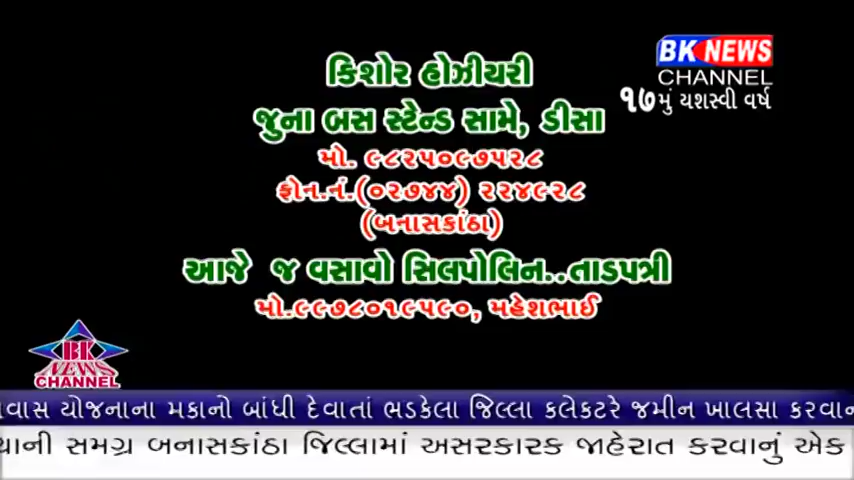 BK NEWS
CHANNEL
૧૭મું યશસ્વી વર્ષ
કિશોર હોઝીયરી
જુના બસ સ્ટેન્ડ સામે, ડીસા
મો. ૯૮૨૫૦૯૭૫૨૮
ફોન.નં.(૦૨૭૪૪) ૨૨૪૯૨૮
(બનાસકાંઠા)
આજે જ વસાવો સિલપોલિન..તાડપત્રી
મો.૯૯૭૮૦૧૯૫૯૦, મહેશભાઈ
BK
NEWS
CHANNEL
યોજનાના મકાનો બાંધી દેવાતાં ભડકેલા જિલ્લા કલેકટરે જમીન ખાલસા
સમગ્ર બનાસકાંઠા જિલ્લામાં અસરકારક જાહેરાત કરવાનું એક